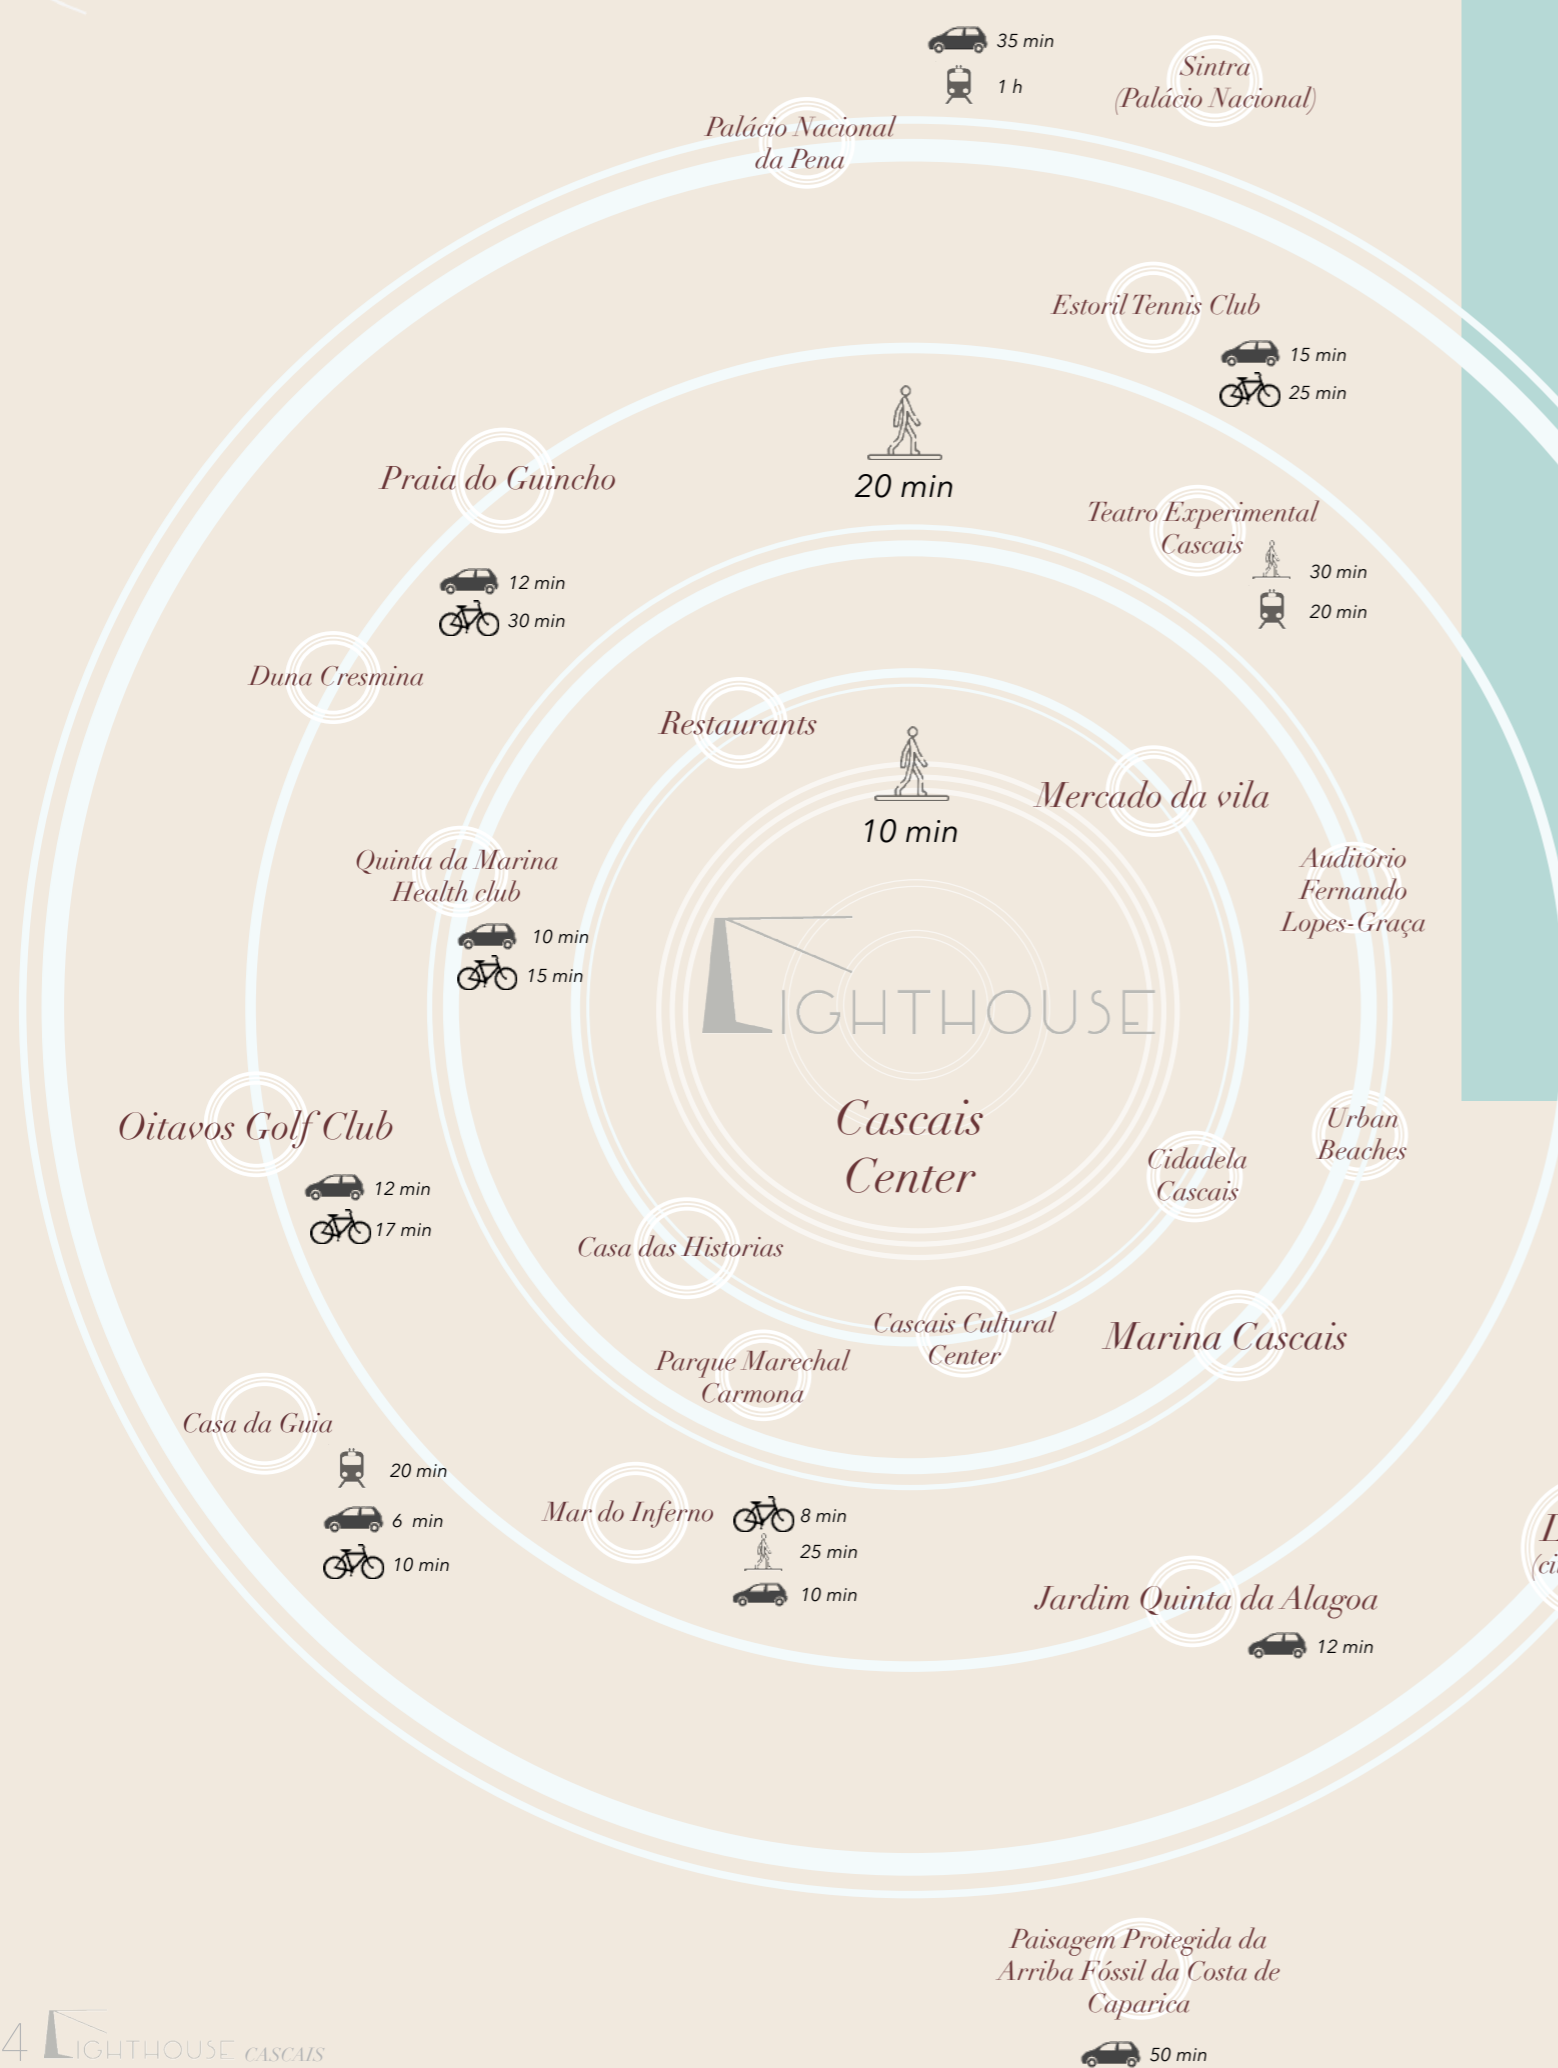 35 min
1 h
Sintra
(Palácio Nacional)
Palácio Nacional
da Pena
Estoril Tennis Club
15 min
25 min
20 min
Praia do Guincho
Teatro Experimental
Cascais
30 min
20 min
12 min
30 min
Duna Cresmina
Restaurants
10 min
Mercado da vila
Quinta da Marina
Health club
10 min
15 min
Auditório
Fernando
Lopes-Graça
LIGHTHOUSE
Cascais
Center
Oitavos Golf Club
12 min
17 min
Urban
Beaches
Cidadela
Cascais
Casa das Historias
Cascais Cultural
Center
Marina Cascais
Parque Marechal
Carmona
Casa da Guia
20 min
6 min
10 min
Mar do Inferno
8 min
25 min
10 min
Jardim Quinta da Alagoa
12 min
Paisagem Protegida da
Arriba Fóssil da Costa de
Caparica
50 min
4 LIGHTHOUSE CASCAIS